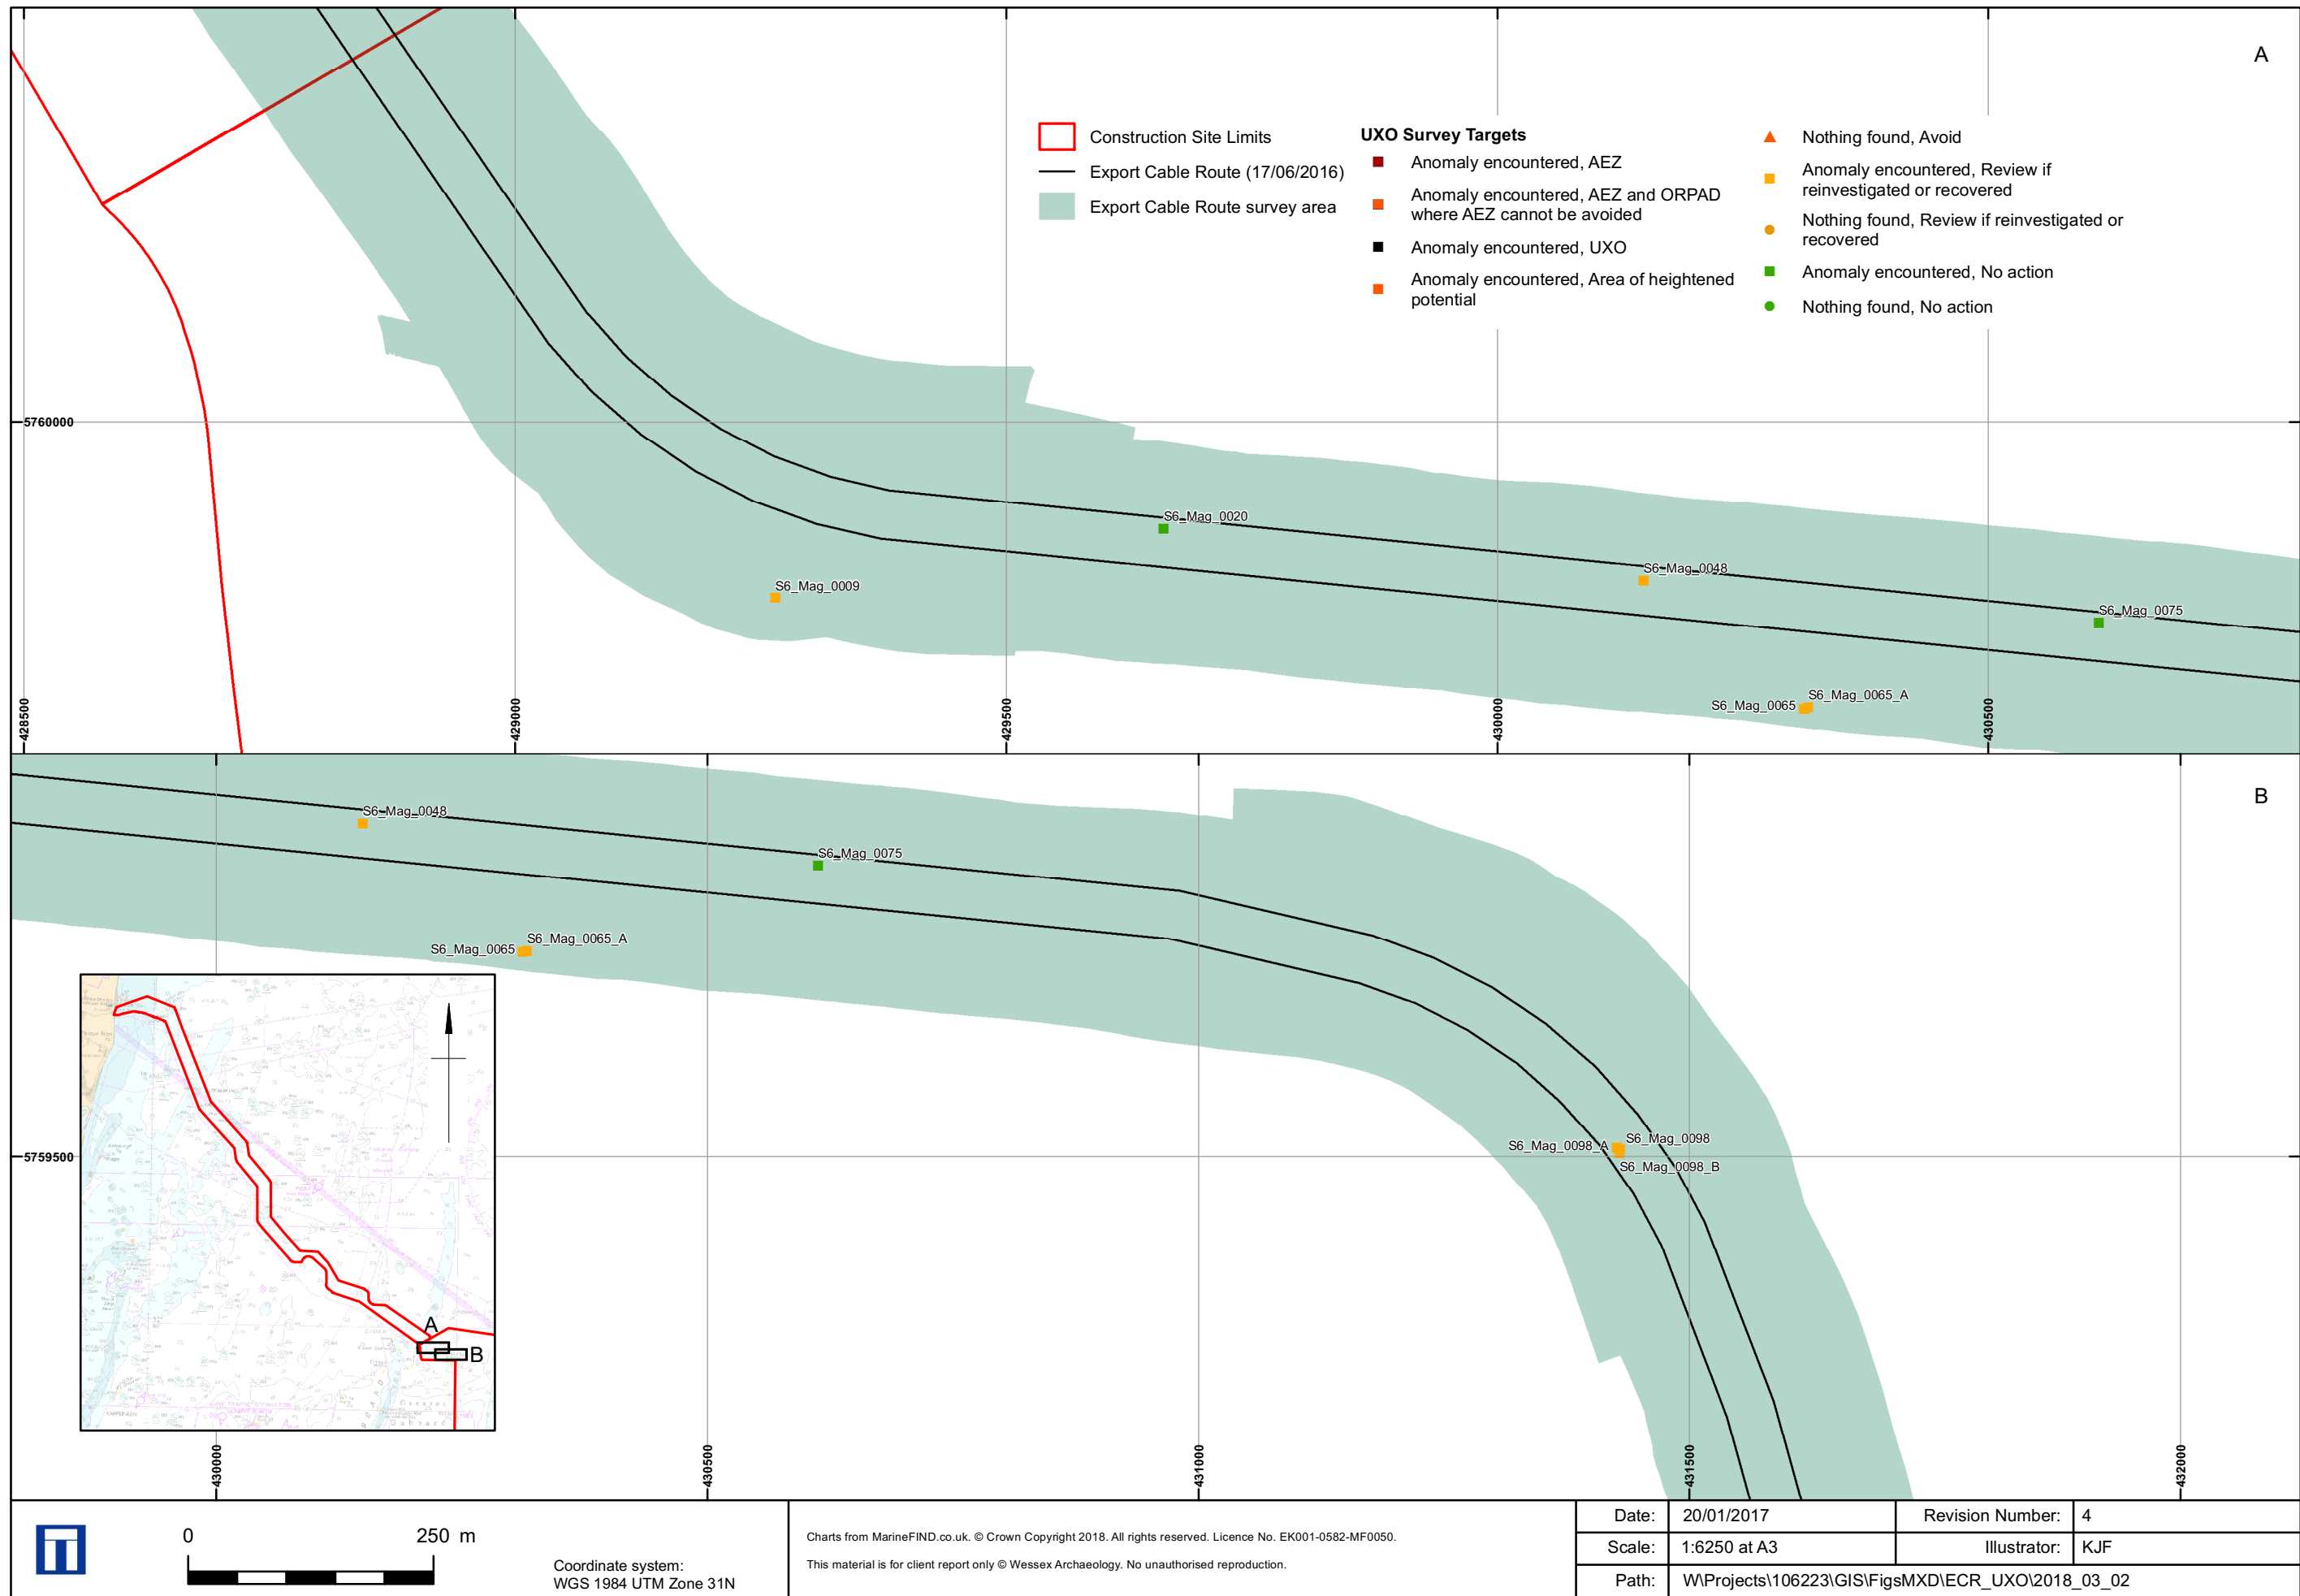 A
Construction Site Limits
Export Cable Route (17/06/2016)
Export Cable Route survey area
UXO Survey Targets
Anomaly encountered, AEZ
Anomaly encountered, AEZ and ORPAD
where AEZ cannot be avoided
Anomaly encountered, UXO
Anomaly encountered, Area of heightened
potential
Nothing found, Avoid
Anomaly encountered, Review if
reinvestigated or recovered
Nothing found, Review if reinvestigated or
recovered
Anomaly encountered, No action
Nothing found, No action
5760000
S6_Mag_0020
S6_Mag_0048
S6_Mag_0009
S6_Mag_0075
S6_Mag_0065_A
S6_Mag_0065
428500
429000
429500
430000
430500
B
S6_Mag_0048
S6_Mag_0075
S6_Mag_0065_A
S6_Mag_0065
S6_Mag_0098
S6_Mag_0098_A
S6_Mag_0098_B
5759500
A
B
430000
430500
431000
431500
432000
0 250 m
Coordinate system:
WGS 1984 UTM Zone 31N
Charts from MarineFIND.co.uk. © Crown Copyright 2018. All rights reserved. Licence No. EK001-0582-MF0050.
This material is for client report only © Wessex Archaeology. No unauthorised reproduction.
Date: 20/01/2017 Revision Number: 4
Scale: 1:6250 at A3 Illustrator: KJF
Path: W\Projects\106223\GIS\FigsMXD\ECR_UXO\2018_03_02